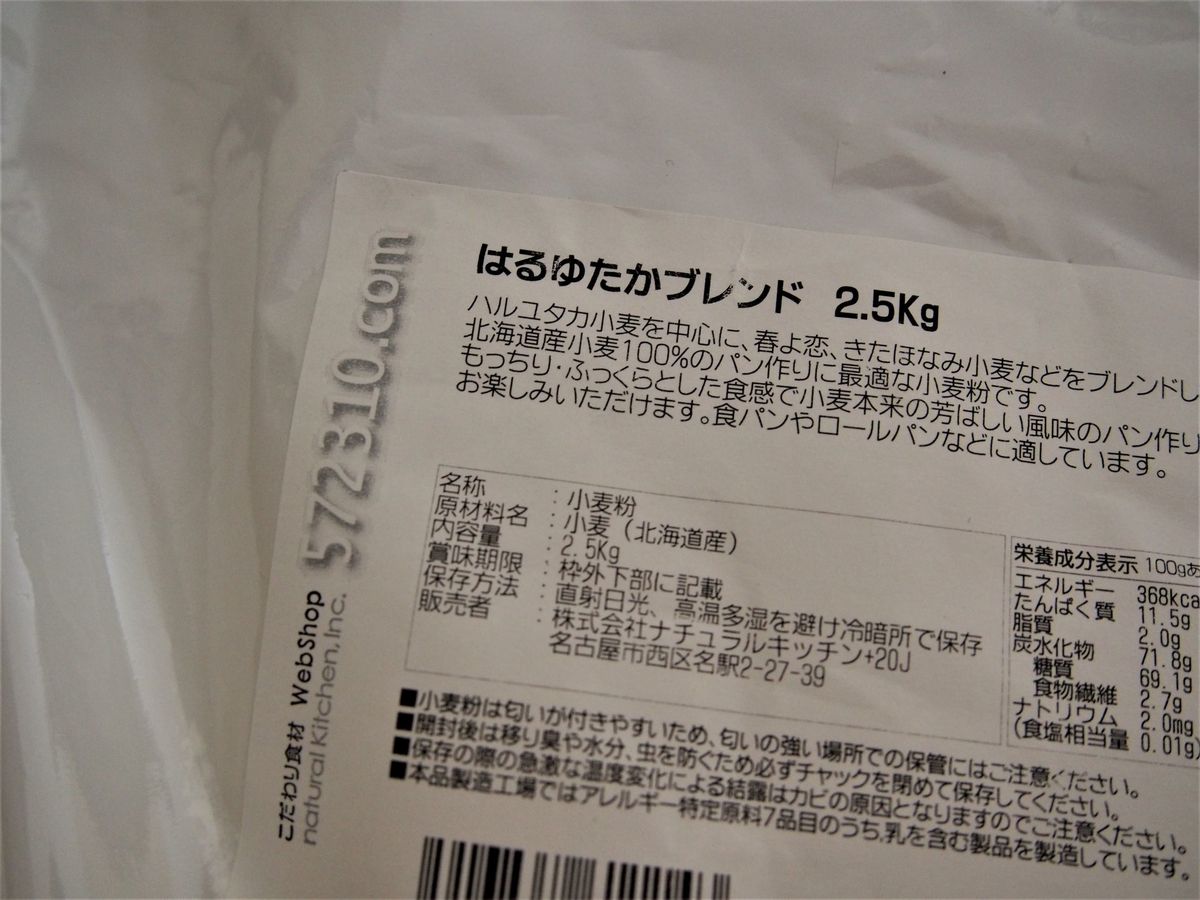 はるゆたかブレンド 2.5Kg
ハルユタカ小麦を中心に、春よ恋、きたほなみ小麦などをブレンドし
北海道産小麦100%のパン作りに最適な小麦粉です。
もっちり・ふっくらとした食感で小麦本来の芳ばしい風味のパン作り
お楽しみいただけます。食パンやロールパンなどに適しています。
名称 : 小麦粉
原材料名 : 小麦（北海道産）
内容量 : 2.5Kg
賞味期限 : 枠外下部に記載
保存方法 : 直射日光、高温多湿を避け冷暗所で保存
販売者 : 株式会社ナチュラルキッチン+20J
名古屋市西区名駅2-27-39
栄養成分表示 100gあ
エネルギー 368kca
たんぱく質 11.5g
脂質 2.0g
炭水化物 71.8g
糖質 69.1g
食物繊維 2.7g
ナトリウム 2.0mg
(食塩相当量 0.01g)
■小麦粉は匂いが付きやすいため、匂いの強い場所での保管にはご注意ください。
■開封後は移り臭や水分、虫を防ぐため必ずチャックを閉めて保存してください。
■保存の際の急激な温度変化による結露はカビの原因となりますのでご注意ください。
■本品製造工場ではアレルギー特定原料7品目のうち、乳を含む製品を製造しています。
こだわり食材 WebShop 572310.com
natural Kitchen, Inc.